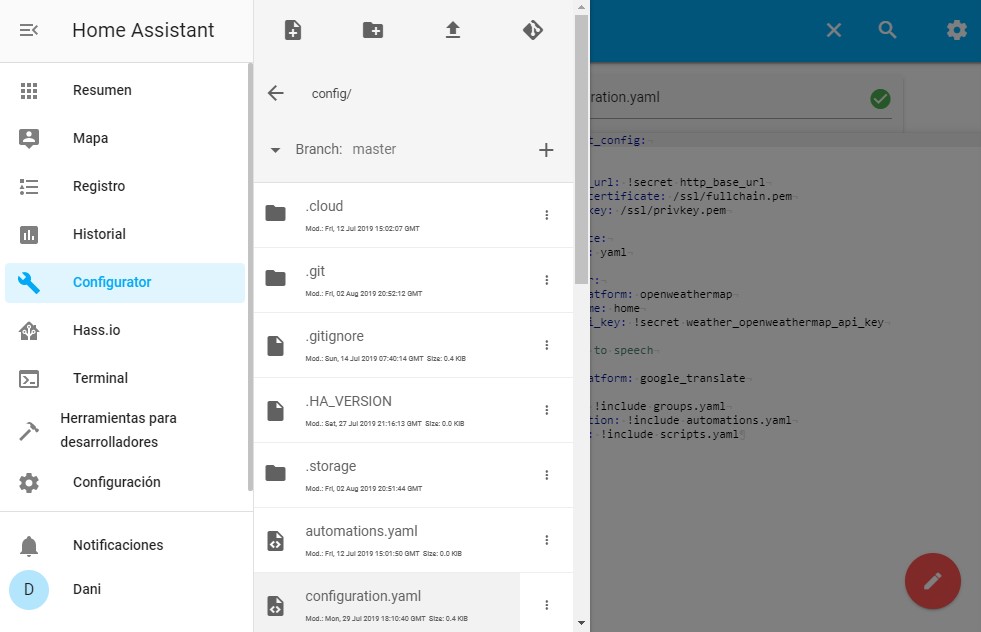 Home Assistant
Resumen
Mapa
Registro
Historial
Configurator
Hass.io
Terminal
Herramientas para
desarrolladores
Configuración
Notificaciones
D
Dani
config/
Branch: master
.cloud
Mod.: Fri, 12 Jul 2019 15:02:07 GMT
.git
Mod.: Fri, 02 Aug 2019 20:52:12 GMT
.gitignore
Mod.: Sun, 14 Jul 2019 07:40:14 GMT Size: 0.4 KiB
.HA_VERSION
Mod.: Sat, 27 Jul 2019 21:16:13 GMT Size: 0.0 KiB
.storage
Mod.: Fri, 02 Aug 2019 20:51:44 GMT
automations.yaml
Mod.: Fri, 12 Jul 2019 15:01:50 GMT Size: 0.0 KiB
configuration.yaml
Mod.: Mon, 29 Jul 2019 18:10:40 GMT Size: 0.4 KiB
ration.yaml
c_config:
_url: !secret http_base_url
certificate: /ssl/fullchain.pem
key: /ssl/privkey.pem
ce:
yaml
r:
atform: openweathermap
me: home
i_key: !secret weather_openweathermap_api_key
to speech
atform: google_translate
!include groups.yaml
tion: !include automations.yaml
: !include scripts.yaml